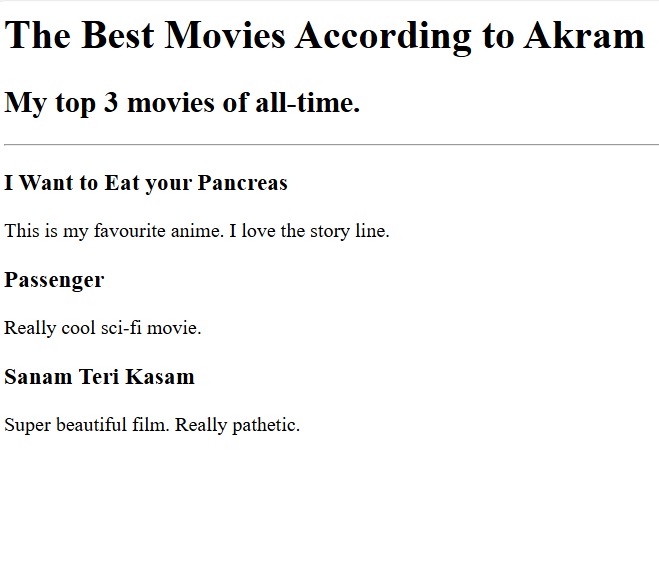 The Best Movies According to Akram
My top 3 movies of all-time.
I Want to Eat your Pancreas
This is my favourite anime. I love the story line.
Passenger
Really cool sci-fi movie.
Sanam Teri Kasam
Super beautiful film. Really pathetic.